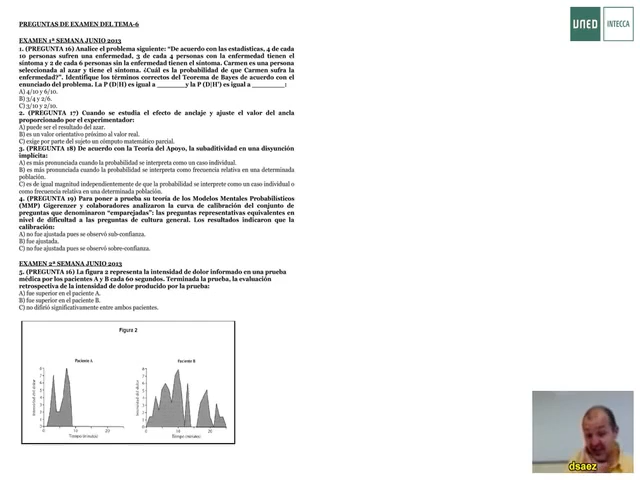 PREGUNTAS DE EXAMEN DEL TEMA-6
UNED
INTECCA
EXAMEN 1ª SEMANA JUNIO 2013
1. (PREGUNTA 16) Analice el problema siguiente: "De acuerdo con las estadísticas, 4 de cada
10 personas sufren una enfermedad, 3 de cada 4 personas con la enfermedad tienen el
síntoma y 2 de cada 6 personas sin la enfermedad tienen el síntoma. Carmen es una persona
seleccionada al azar y tiene el síntoma. ¿Cuál es la probabilidad de que Carmen sufra la
enfermedad?". Identifique los términos correctos del Teorema de Bayes de acuerdo con el
enunciado del problema. La P (D|H) es igual a ________ y la P (D|H') es igual a _________:
A) 4/10 y 6/10.
B) 3/4 y 2/6.
C) 3/10 y 2/10.
2. (PREGUNTA 17) Cuando se estudia el efecto de anclaje y ajuste el valor del ancla
proporcionado por el experimentador:
A) puede ser el resultado del azar.
B) es un valor orientativo próximo al valor real.
C) exige por parte del sujeto un cómputo matemático parcial.
3. (PREGUNTA 18) De acuerdo con la Teoría del Apoyo, la subaditividad en una disyunción
implícita:
A) es más pronunciada cuando la probabilidad se interpreta como un caso individual.
B) es más pronunciada cuando la probabilidad se interpreta como frecuencia relativa en una determinada
población.
C) es de igual magnitud independientemente de que la probabilidad se interprete como un caso individual o
como frecuencia relativa en una determinada población.
4. (PREGUNTA 19) Para poner a prueba su teoría de los Modelos Mentales Probabilísticos
(MMP) Gigerenzer y colaboradores analizaron la curva de calibración del conjunto de
preguntas que denominaron "emparejadas": las preguntas representativas equivalentes en
nivel de dificultad a las preguntas de cultura general. Los resultados indicaron que la
calibración:
A) no fue ajustada pues se observó sub-confianza.
B) fue ajustada.
C) no fue ajustada pues se observó sobre-confianza.
EXAMEN 2ª SEMANA JUNIO 2013
5. (PREGUNTA 16) La figura 2 representa la intensidad de dolor informado en una prueba
médica por los pacientes A y B cada 60 segundos. Terminada la prueba, la evaluación
retrospectiva de la intensidad de dolor producido por la prueba:
A) fue superior en el paciente A.
B) fue superior en el paciente B.
C) no difirió significativamente entre ambos pacientes.
Figura 2
Paciente A
Paciente B
Intensidad del dolor
Tiempo (minutos)
Intensidad del dolor
Tiempo (minutos)
dsaez